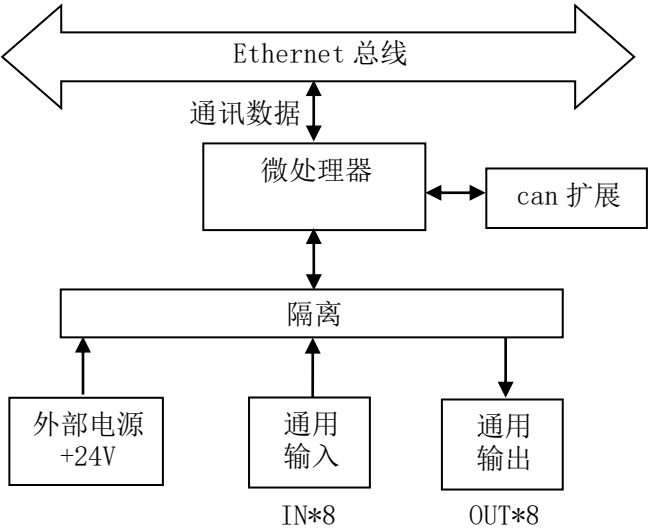 Ethernet 总线
通讯数据
微处理器
can 扩展
隔离
外部电源
+24V
通用
输入
通用
输出
IN*8
OUT*8